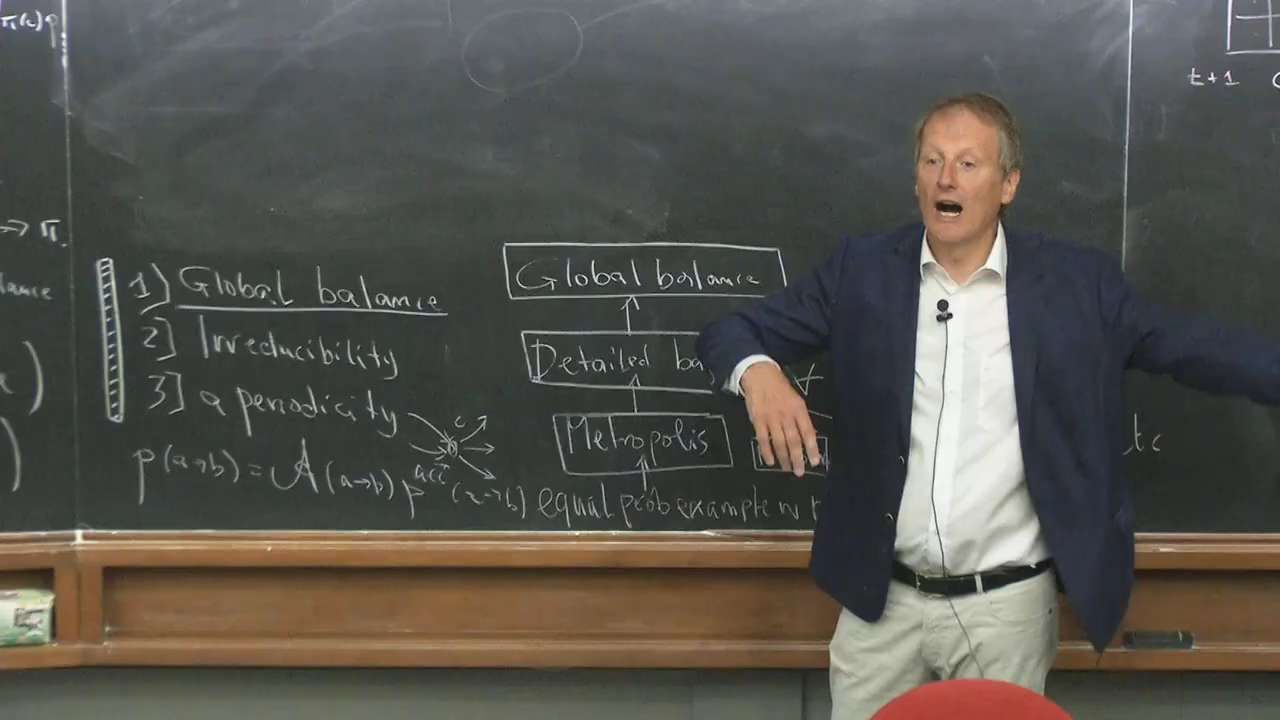 → π
1) Global balance
2] Irreducibility
3] a periodicity
c
p(a→b) = A(a→b) p^acc (a→b)
Global balance
Detailed ba
Metropolis
equal prob example w
t+1